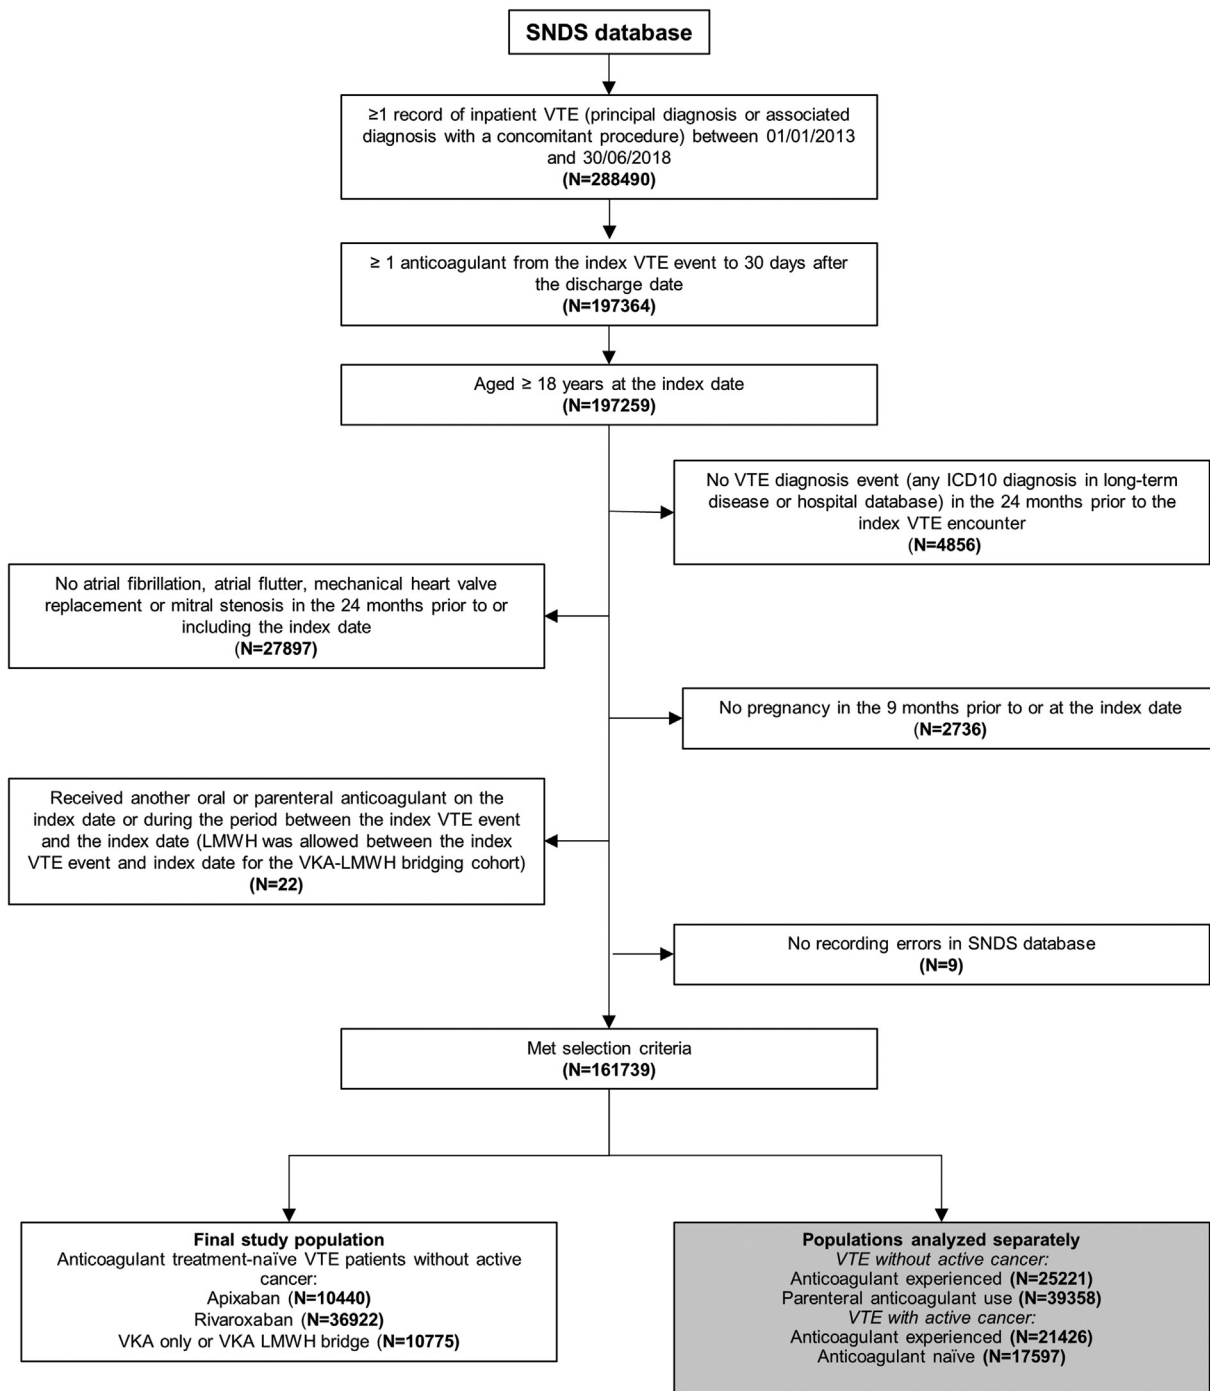 SNDS database
≥1 record of inpatient VTE (principal diagnosis or associated
diagnosis with a concomitant procedure) between 01/01/2013
and 30/06/2018
(N=288490)
≥ 1 anticoagulant from the index VTE event to 30 days after
the discharge date
(N=197364)
Aged ≥ 18 years at the index date
(N=197259)
No VTE diagnosis event (any ICD10 diagnosis in long-term
disease or hospital database) in the 24 months prior to the
index VTE encounter
(N=4856)
No atrial fibrillation, atrial flutter, mechanical heart valve
replacement or mitral stenosis in the 24 months prior to or
including the index date
(N=27897)
No pregnancy in the 9 months prior to or at the index date
(N=2736)
Received another oral or parenteral anticoagulant on the
index date or during the period between the index VTE event
and the index date (LMWH was allowed between the index
VTE event and index date for the VKA-LMWH bridging cohort)
(N=22)
No recording errors in SNDS database
(N=9)
Met selection criteria
(N=161739)
Final study population
Anticoagulant treatment-naïve VTE patients without active
cancer:
Apixaban (N=10440)
Rivaroxaban (N=36922)
VKA only or VKA LMWH bridge (N=10775)
Populations analyzed separately
VTE without active cancer:
Anticoagulant experienced (N=25221)
Parenteral anticoagulant use (N=39358)
VTE with active cancer:
Anticoagulant experienced (N=21426)
Anticoagulant naïve (N=17597)